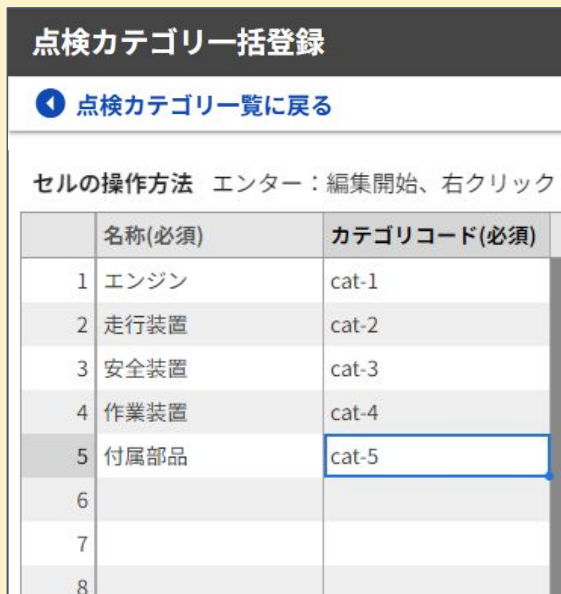 点検カテゴリ一括登録
点検カテゴリ一覧に戻る
セルの操作方法 エンター：編集開始、右クリック
名称(必須) カテゴリコード(必須)
1 エンジン cat-1
2 走行装置 cat-2
3 安全装置 cat-3
4 作業装置 cat-4
5 付属部品 cat-5
6
7
8